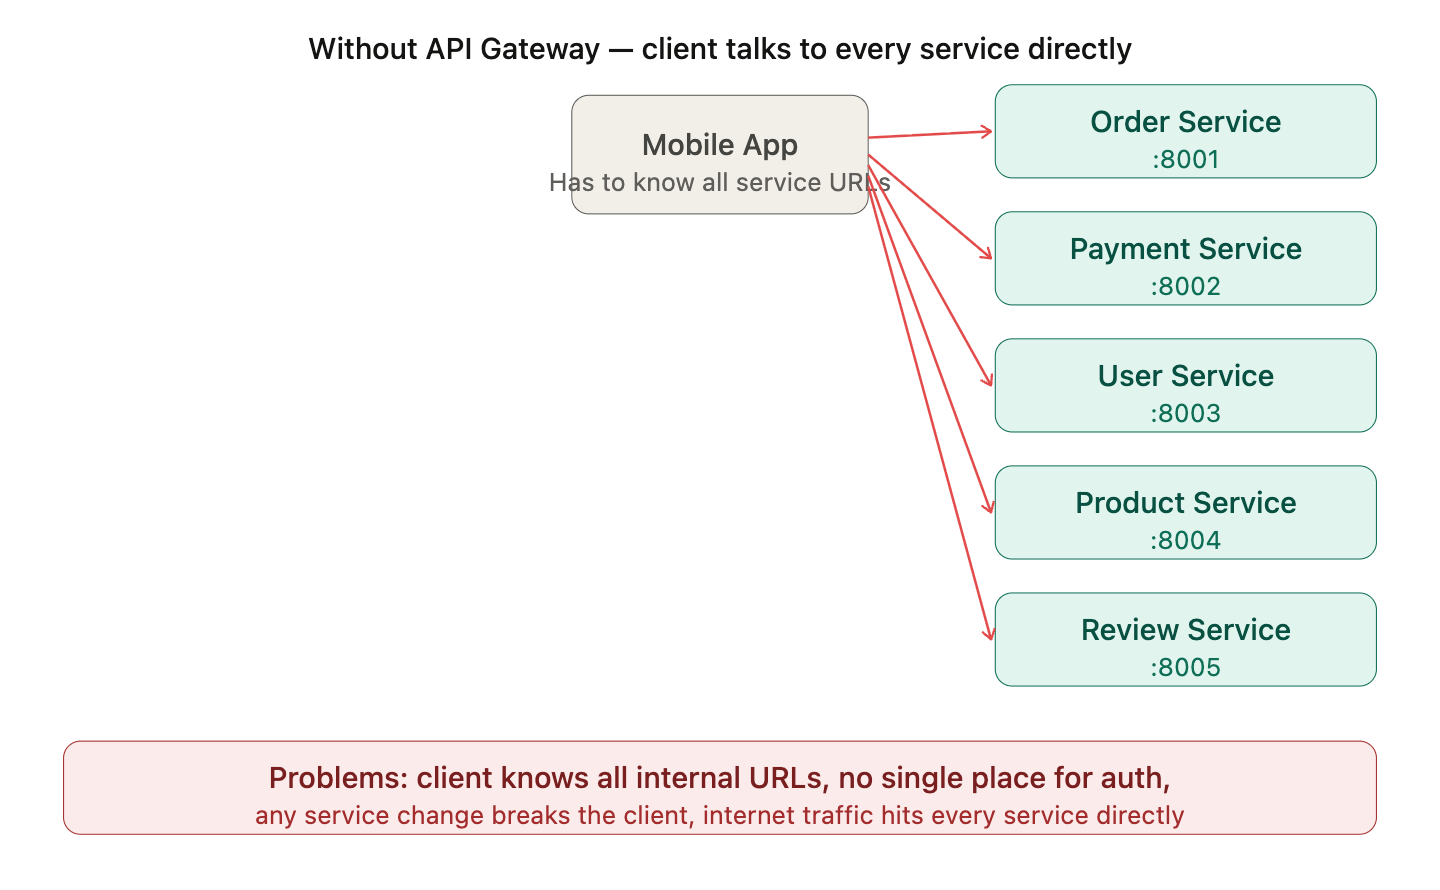 Without API Gateway — client talks to every service directly
Mobile App
Has to know all service URLs
Order Service
:8001
Payment Service
:8002
User Service
:8003
Product Service
:8004
Review Service
:8005
Problems: client knows all internal URLs, no single place for auth,
any service change breaks the client, internet traffic hits every service directly